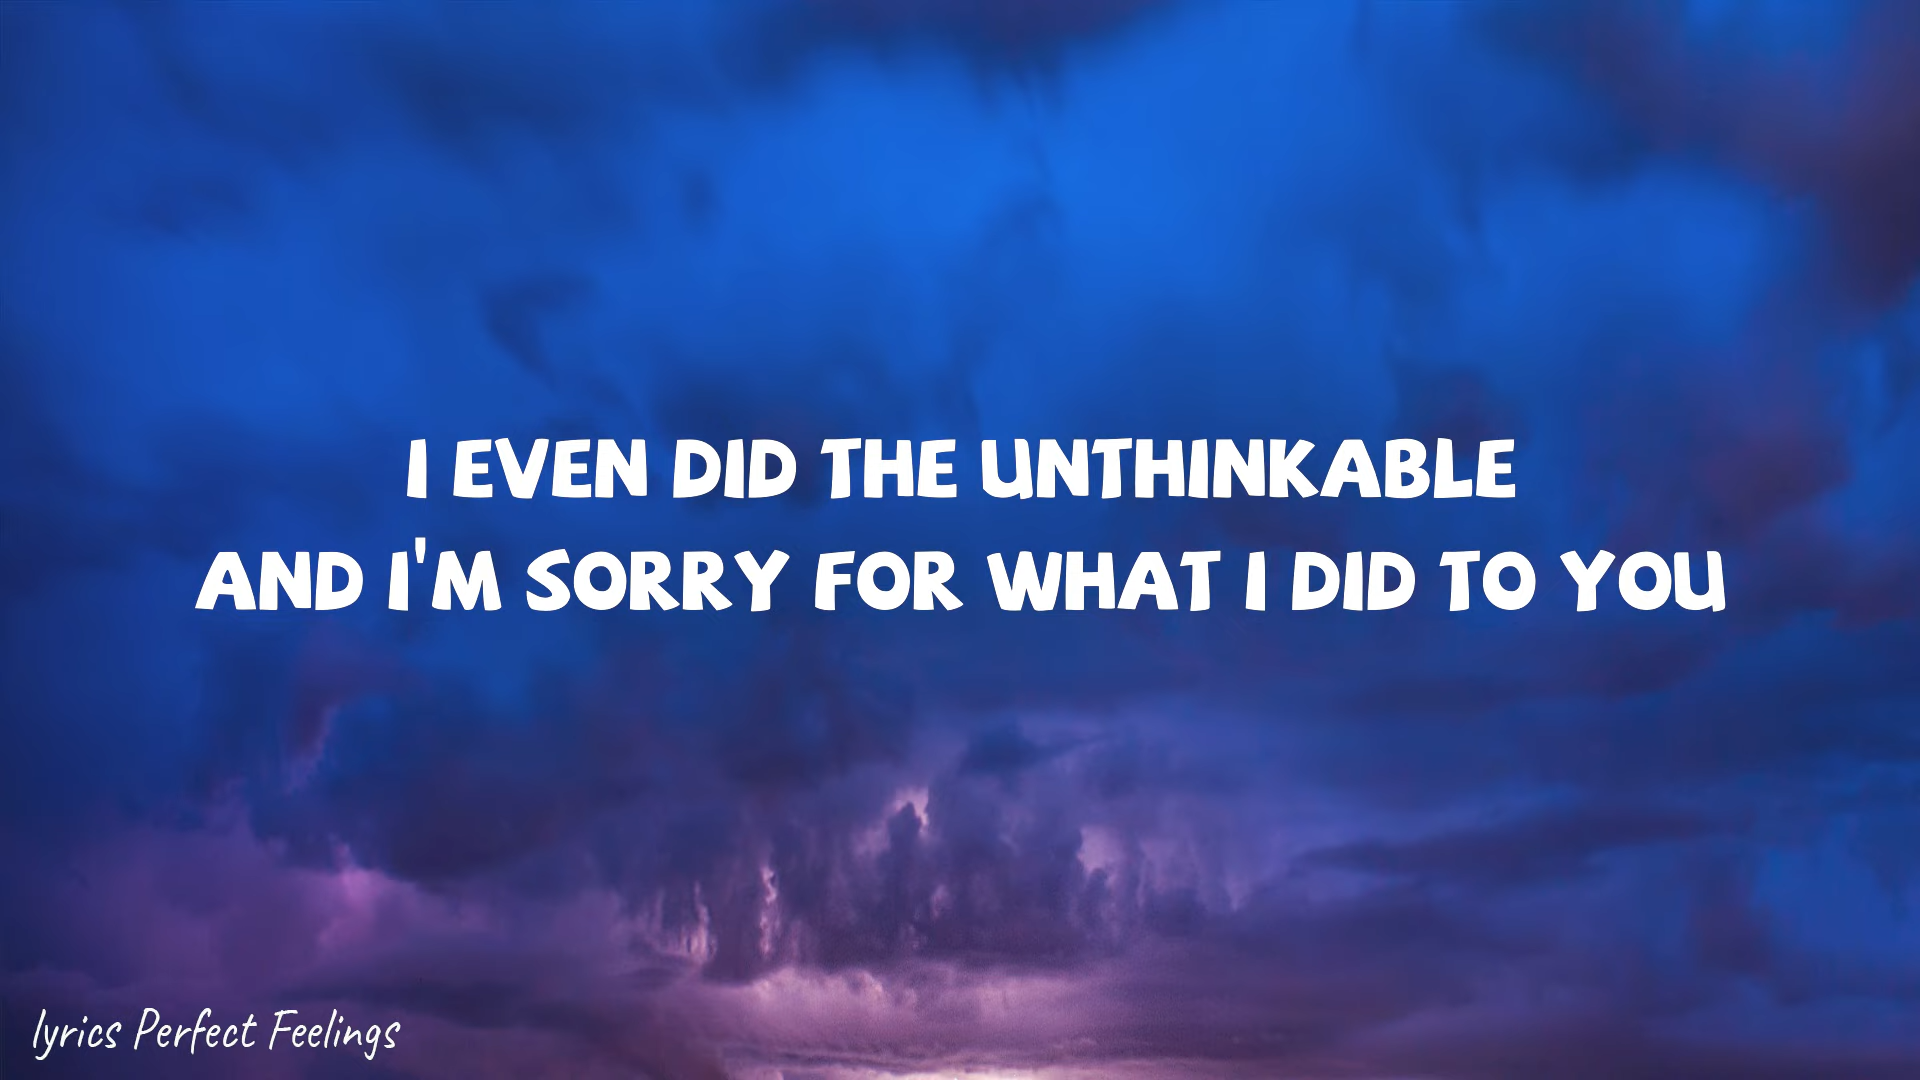 I EVEN DID THE UNTHINKABLE
AND I'M SORRY FOR WHAT I DID TO YOU
lyrics Perfect Feelings